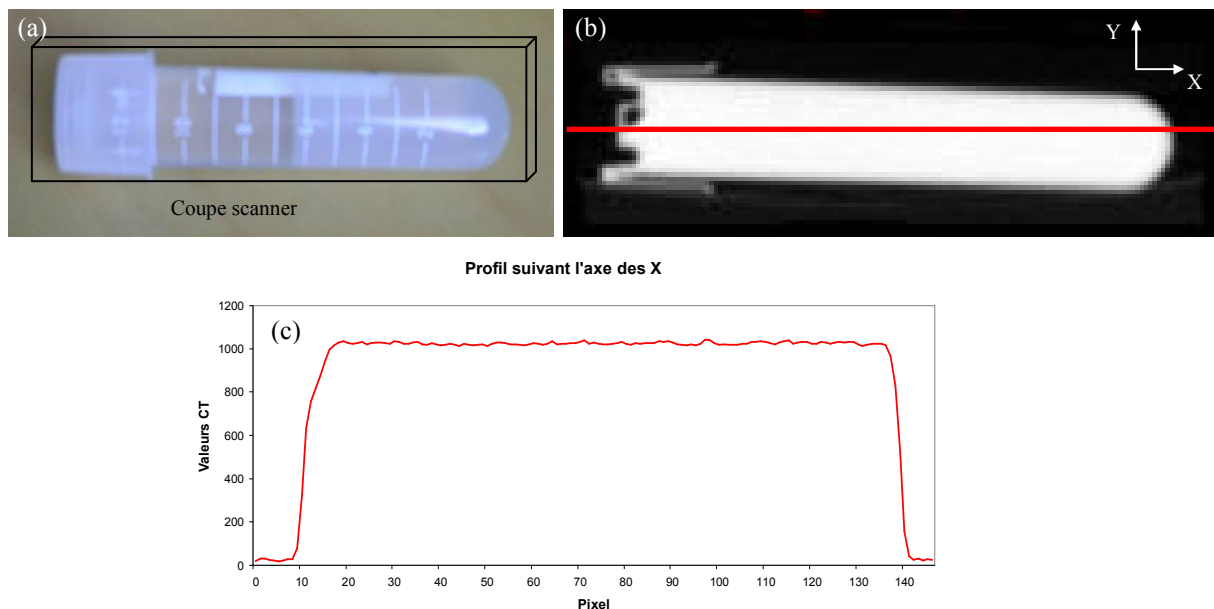 (a)
Coupe scanner
(b)
Y
X
Profil suivant l'axe des X
(c)
Valeurs CT
1200
1000
800
600
400
200
0
0 10 20 30 40 50 60 70 80 90 100 110 120 130 140
Pixel